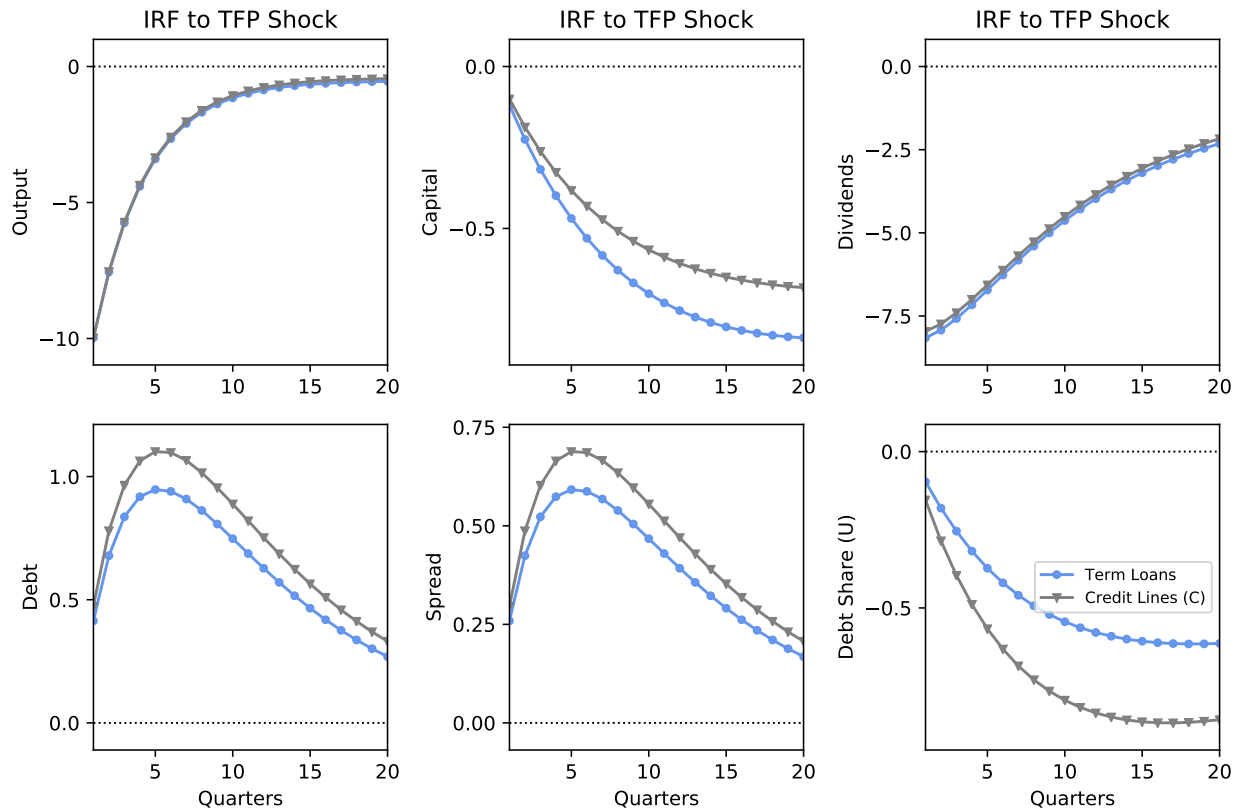 IRF to TFP Shock
Output
0
−5
−10
5 10 15 20
IRF to TFP Shock
Capital
0.0
−0.5
5 10 15 20
IRF to TFP Shock
Dividends
0.0
−2.5
−5.0
−7.5
5 10 15 20
Debt
1.0
0.5
0.0
5 10 15 20
Quarters
Spread
0.75
0.50
0.25
0.00
5 10 15 20
Quarters
Debt Share (U)
0.0
−0.5
Term Loans
Credit Lines (C)
5 10 15 20
Quarters